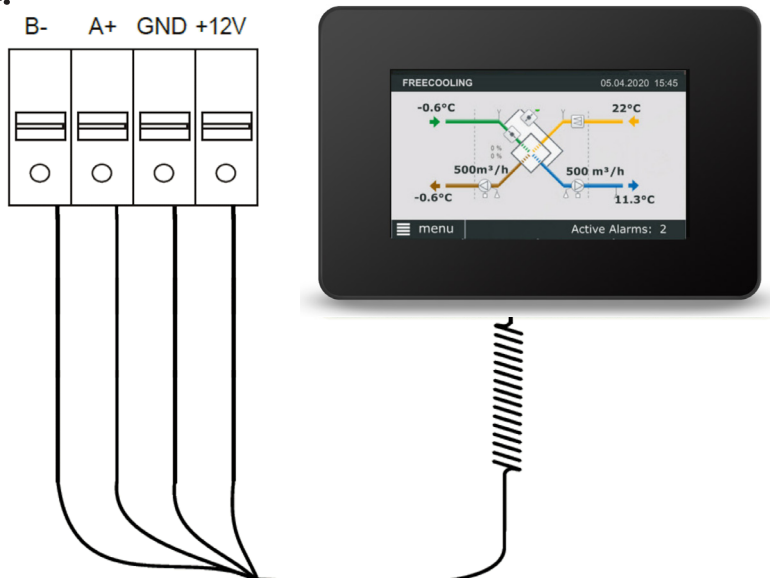 B- A+ GND +12V
FREECOOLING 05.04.2020 15:45
-0.6°C 22°C
0 %
0 %
500m³/h 500 m³/h
-0.6°C 11.3°C
menu Active Alarms: 2